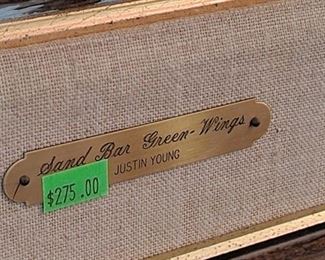 Sand Bar Green-Wings
JUSTIN YOUNG
$275.00